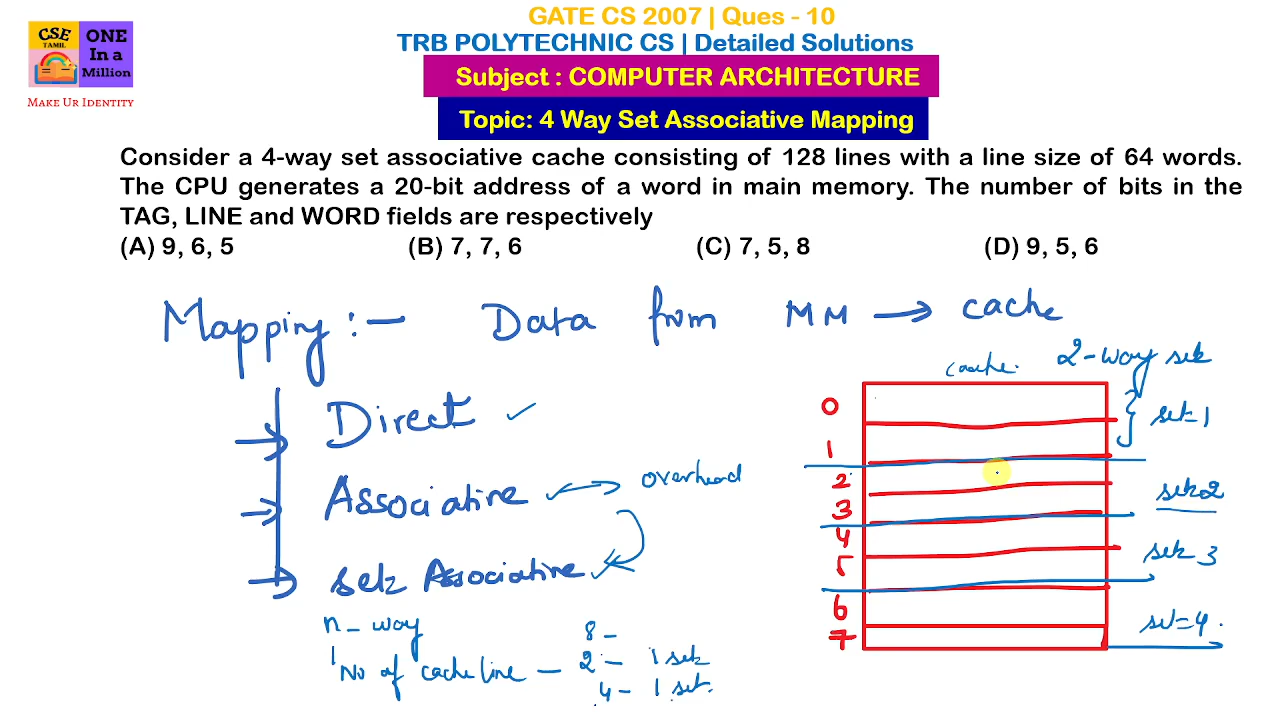 GATE CS 2007 | Ques - 10
TRB POLYTECHNIC CS | Detailed Solutions
CSE
TAMIL
ONE
In a
Million
MAKE UR IDENTITY
Subject : COMPUTER ARCHITECTURE
Topic: 4 Way Set Associative Mapping
Consider a 4-way set associative cache consisting of 128 lines with a line size of 64 words.
The CPU generates a 20-bit address of a word in main memory. The number of bits in the
TAG, LINE and WORD fields are respectively
(A) 9, 6, 5 (B) 7, 7, 6 (C) 7, 5, 8 (D) 9, 5, 6
Mapping :- Data from MM → cache
Direct
Associative → overhead
set Associative
n - way
No of cache line - 8 -
2 - 1 set
4 - 1 set.
cache. 2-way set
0
1
set 1
2
3
set 2
4
5
set 3
6
7
set = 4.